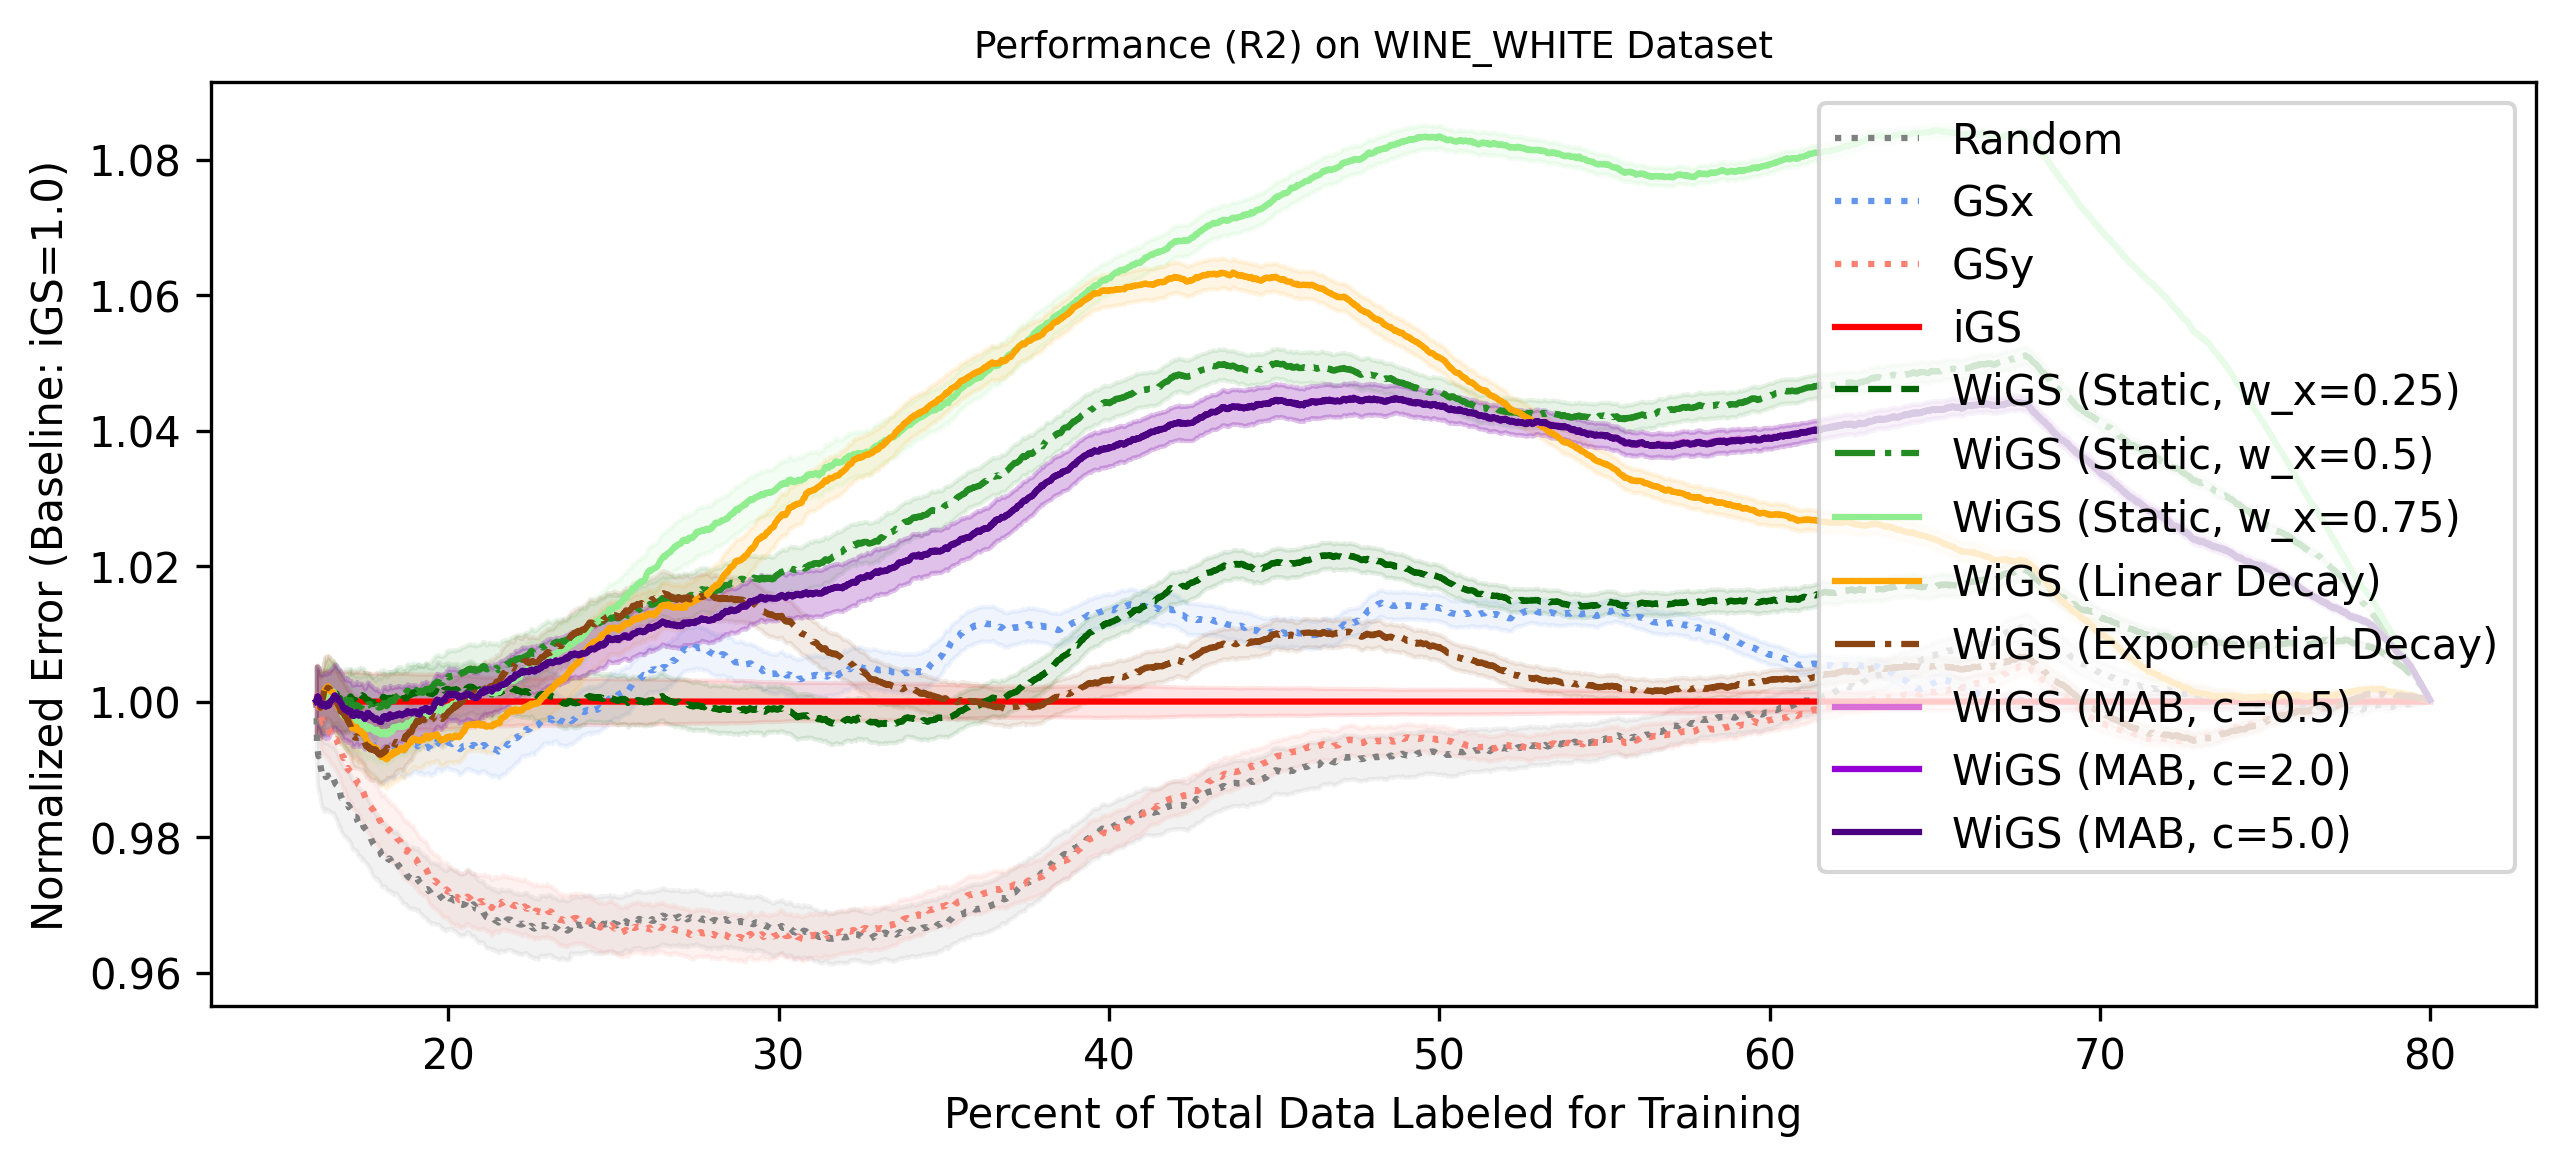 Performance (R2) on WINE_WHITE Dataset
Normalized Error (Baseline: iGS=1.0)
1.08
1.06
1.04
1.02
1.00
0.98
0.96
Random
GSx
GSy
iGS
WiGS (Static, w_x=0.25)
WiGS (Static, w_x=0.5)
WiGS (Static, w_x=0.75)
WiGS (Linear Decay)
WiGS (Exponential Decay)
WiGS (MAB, c=0.5)
WiGS (MAB, c=2.0)
WiGS (MAB, c=5.0)
20 30 40 50 60 70 80
Percent of Total Data Labeled for Training